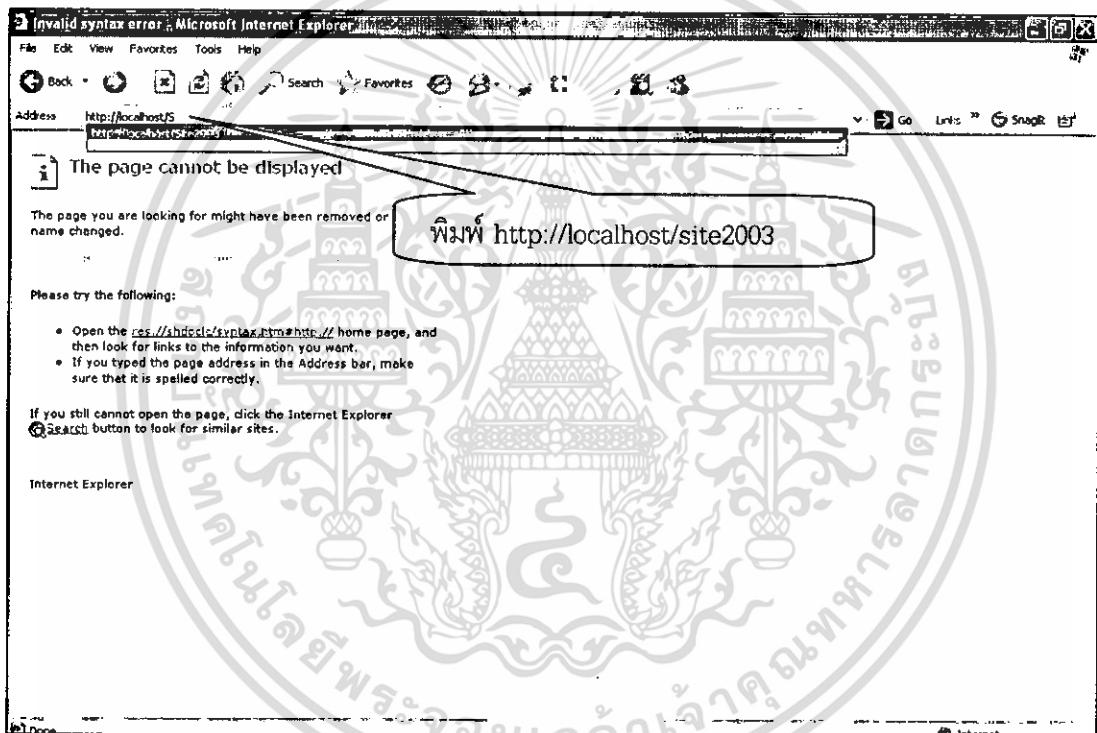 Invalid syntax error - Microsoft Internet Explorer
File Edit View Favorites Tools Help
Back Search Favorites
Address http://localhost/S Go Links » SnagIt
The page cannot be displayed
พิมพ์ http://localhost/site2003
The page you are looking for might have been removed or
name changed.
Please try the following:
• Open the res://shdoclc/syntax.htm#http:// home page, and
then look for links to the information you want.
• If you typed the page address in the Address bar, make
sure that it is spelled correctly.
If you still cannot open the page, click the Internet Explorer
Search button to look for similar sites.
Internet Explorer
Done Internet